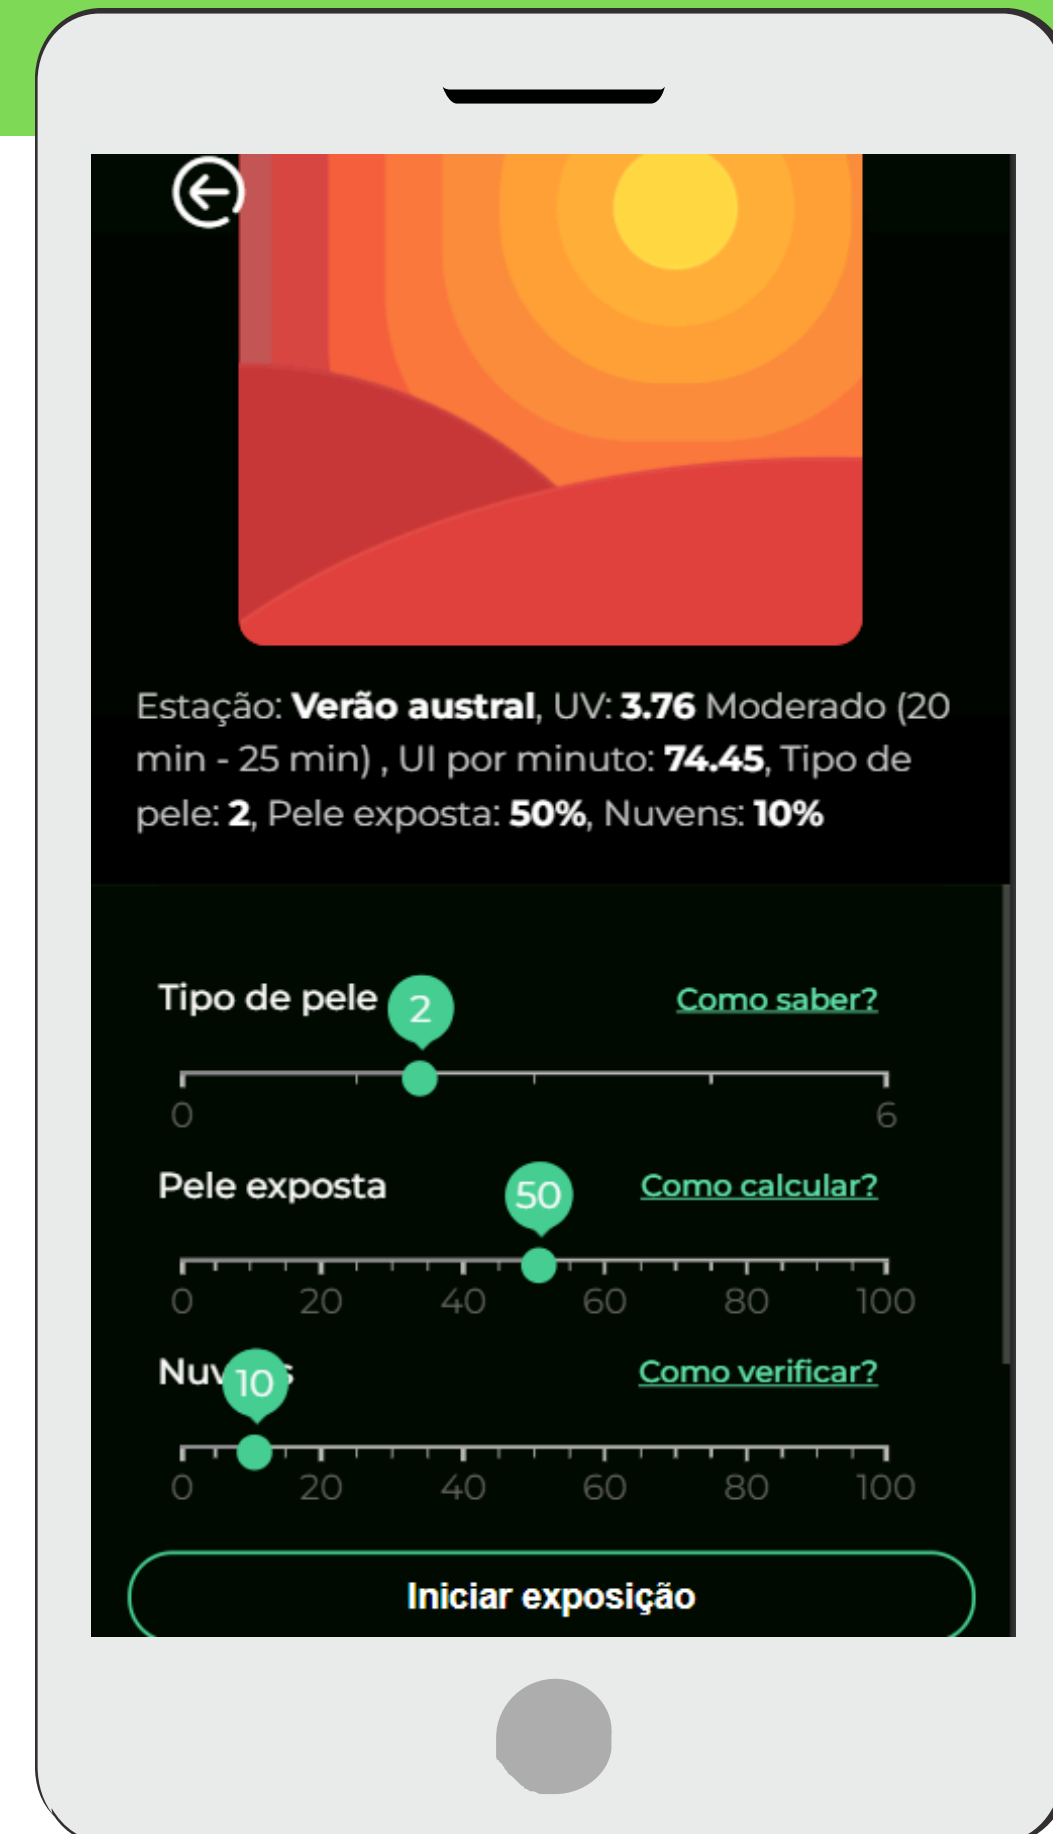 Estação: Verão austral, UV: 3.76 Moderado (20
min - 25 min) , UI por minuto: 74.45, Tipo de
pele: 2, Pele exposta: 50%, Nuvens: 10%
Tipo de pele 2 Como saber?
0 6
Pele exposta 50 Como calcular?
0 20 40 60 80 100
10 Como verificar?
0 20 40 60 80 100
Iniciar exposição